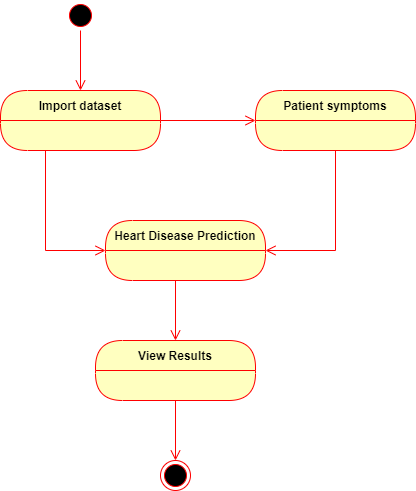 Import dataset
Patient symptoms
Heart Disease Prediction
View Results